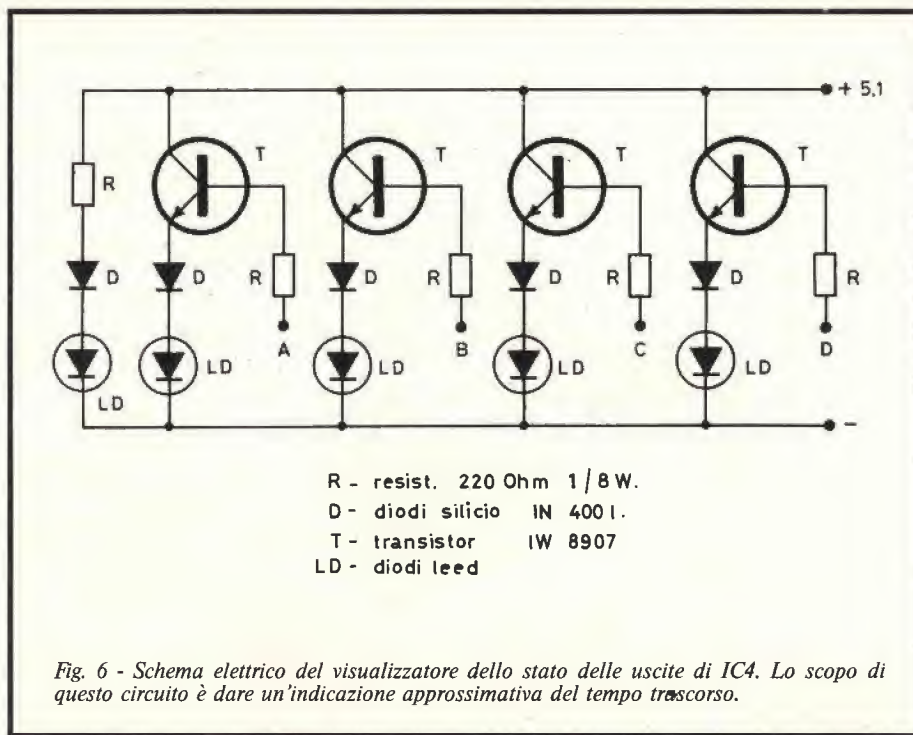 + 5,1
T T T T
R
D D D D D
R R R R
A B C D
LD LD LD LD LD
-
R - resist. 220 Ohm 1/8 W.
D - diodi silicio IN 4001.
T - transistor IW 8907
LD - diodi leed
Fig. 6 - Schema elettrico del visualizzatore dello stato delle uscite di IC4. Lo scopo di
questo circuito è dare un'indicazione approssimativa del tempo trascorso.